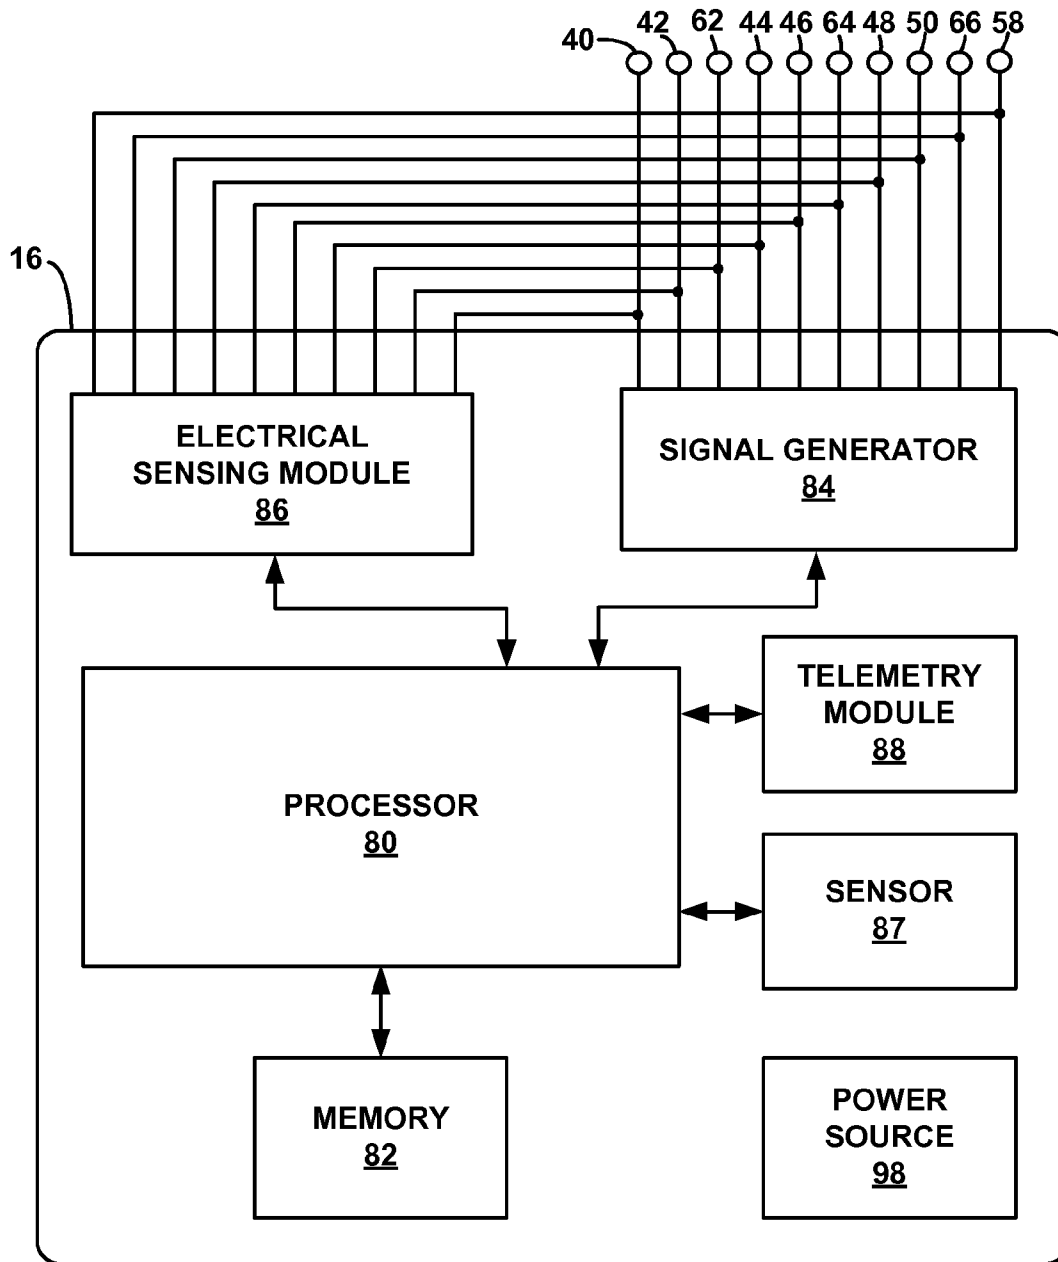 40 42 62 44 46 64 48 50 66 58
16
ELECTRICAL
SENSING MODULE
86
SIGNAL GENERATOR
84
TELEMETRY
MODULE
88
PROCESSOR
80
SENSOR
87
MEMORY
82
POWER
SOURCE
98